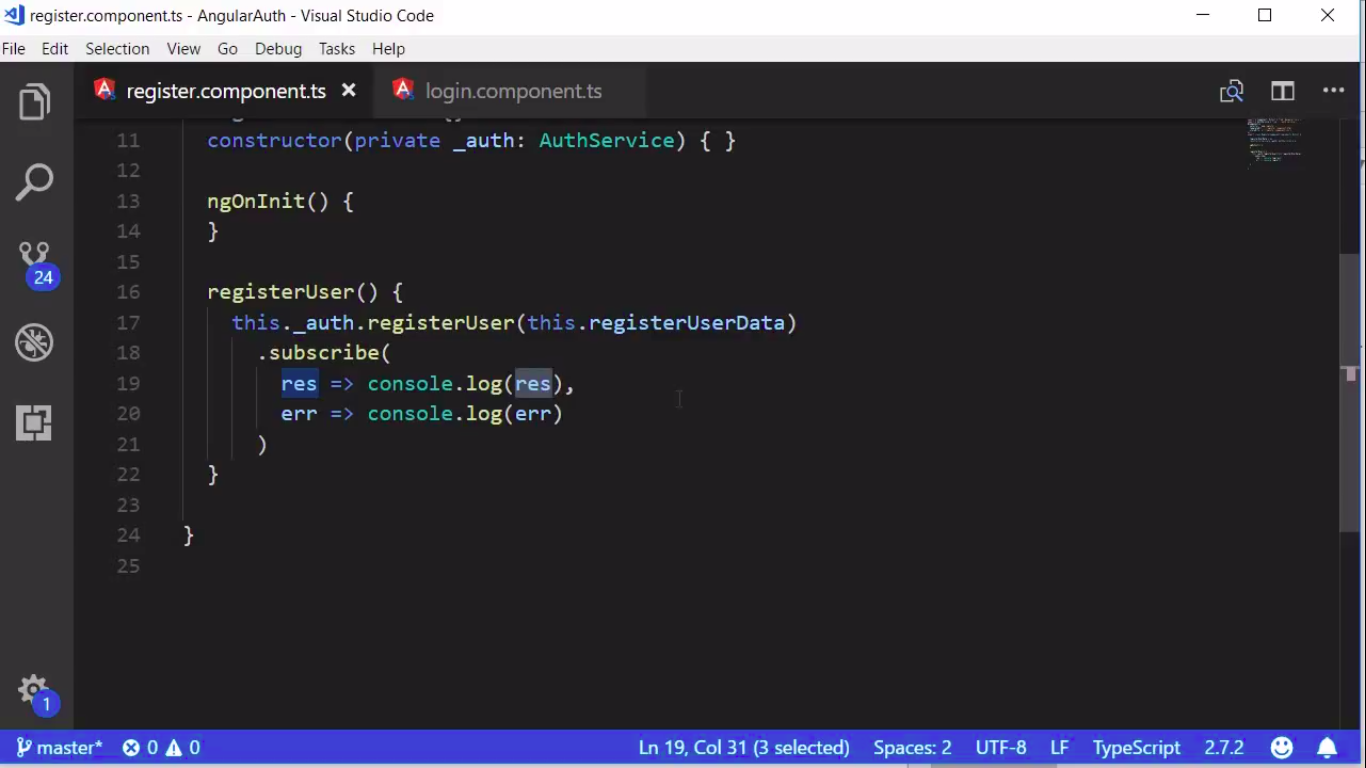 register.component.ts - AngularAuth - Visual Studio Code
File Edit Selection View Go Debug Tasks Help
register.component.ts login.component.ts
11 constructor(private _auth: AuthService) { }
12
13 ngOnInit() {
14 }
15
16 registerUser() {
17 this._auth.registerUser(this.registerUserData)
18 .subscribe(
19 res => console.log(res),
20 err => console.log(err)
21 )
22 }
23
24 }
25
24
1
master* 0 0 Ln 19, Col 31 (3 selected) Spaces: 2 UTF-8 LF TypeScript 2.7.2